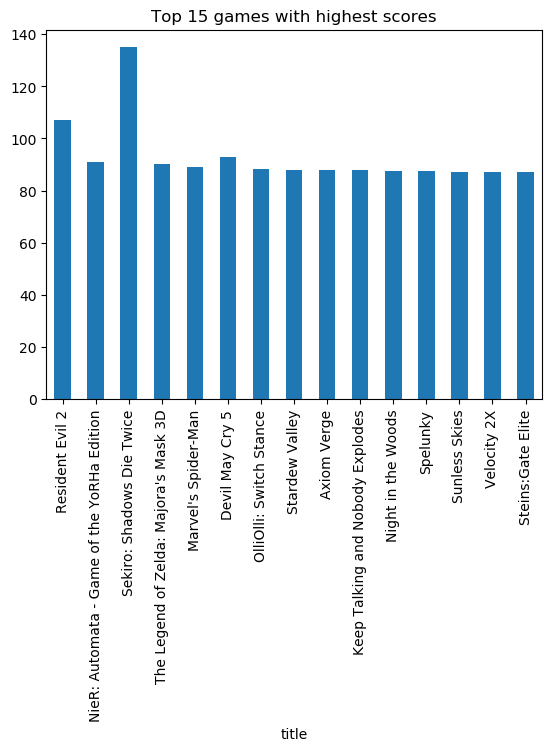 Top 15 games with highest scores
140
120
100
80
60
40
20
0
Resident Evil 2
NieR: Automata - Game of the YoRHa Edition
Sekiro: Shadows Die Twice
The Legend of Zelda: Majora's Mask 3D
Marvel's Spider-Man
Devil May Cry 5
OlliOlli: Switch Stance
Stardew Valley
Axiom Verge
Keep Talking and Nobody Explodes
Night in the Woods
Spelunky
Sunless Skies
Velocity 2X
Steins:Gate Elite
title